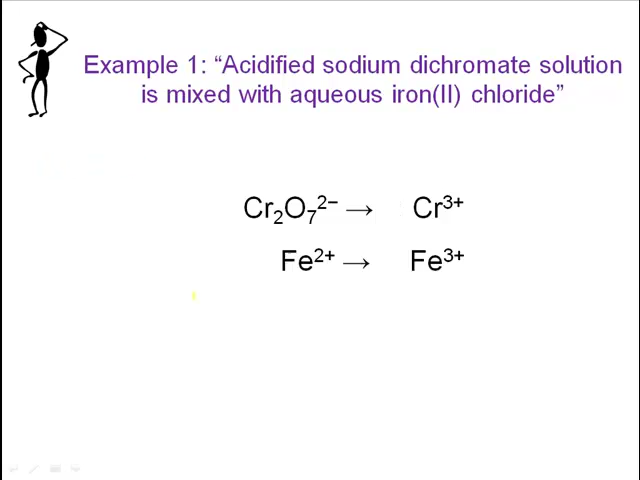 Example 1: “Acidified sodium dichromate solution
is mixed with aqueous iron(II) chloride”
Cr₂O₇²⁻ → Cr³⁺
Fe²⁺ → Fe³⁺